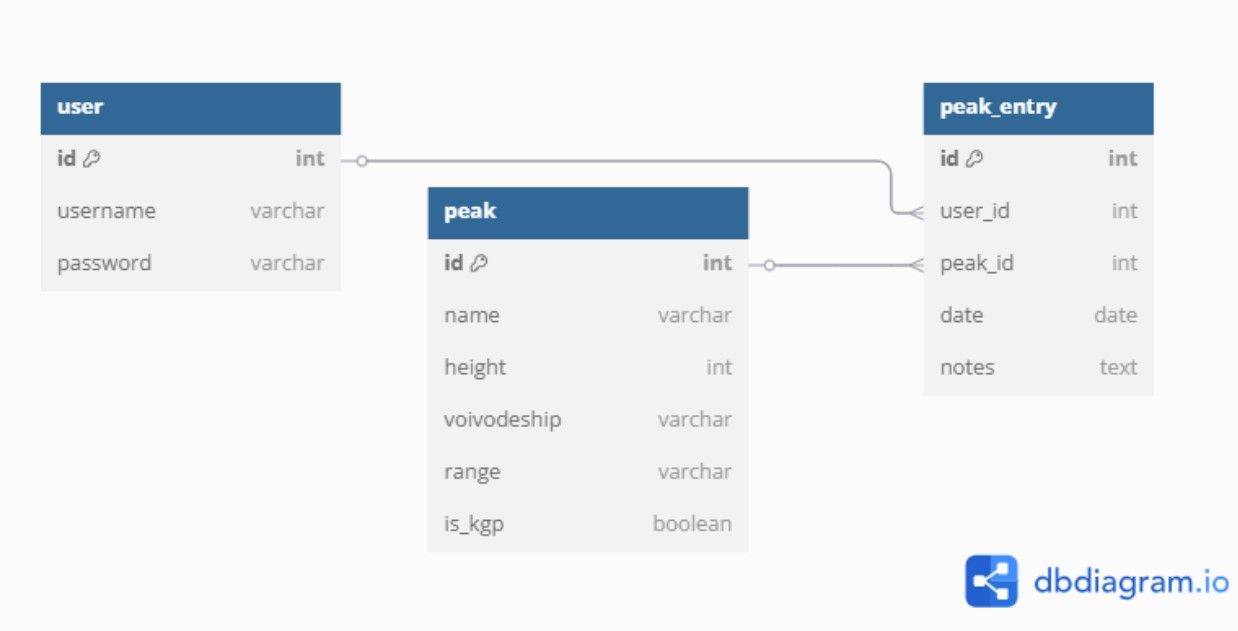 user
id int
username varchar
password varchar
peak
id int
name varchar
height int
voivodeship varchar
range varchar
is_kgp boolean
peak_entry
id int
user_id int
peak_id int
date date
notes text
dbdiagram.io